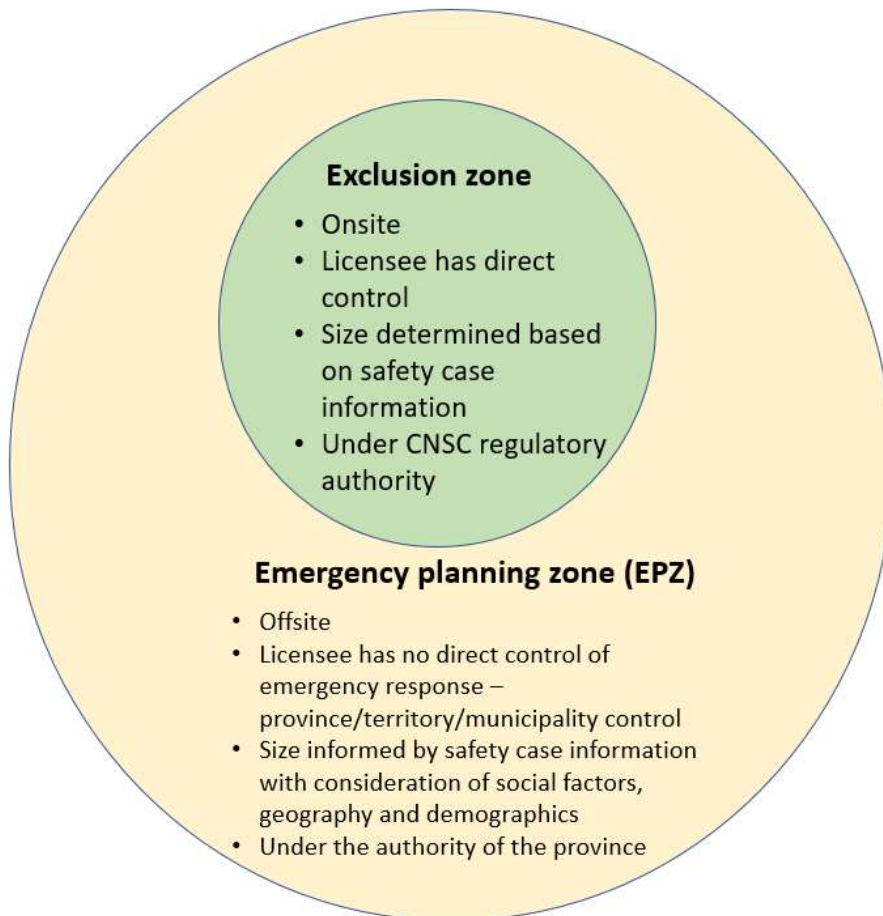 Exclusion zone
• Onsite
• Licensee has direct
control
• Size determined based
on safety case
information
• Under CNSC regulatory
authority
Emergency planning zone (EPZ)
• Offsite
• Licensee has no direct control of
emergency response –
province/territory/municipality control
• Size informed by safety case information
with consideration of social factors,
geography and demographics
• Under the authority of the province